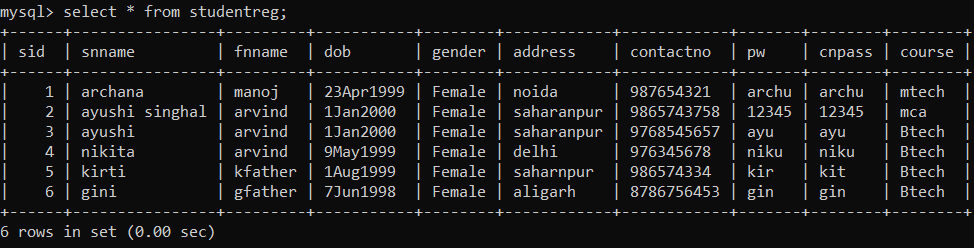 mysql> select * from studentreg;
+------+----------------+---------+-----------+--------+------------+------------+-------+--------+--------+
| sid | snname | fnname | dob | gender | address | contactno | pw | cnpass | course |
+------+----------------+---------+-----------+--------+------------+------------+-------+--------+--------+
| 1 | archana | manoj | 23Apr1999 | Female | noida | 987654321 | archu | archu | mtech |
| 2 | ayushi singhal | arvind | 1Jan2000 | Female | saharanpur | 9865743758 | 12345 | 12345 | mca |
| 3 | ayushi | arvind | 1Jan2000 | Female | saharanpur | 9768545657 | ayu | ayu | Btech |
| 4 | nikita | arvind | 9May1999 | Female | delhi | 976345678 | niku | niku | Btech |
| 5 | kirti | kfather | 1Aug1999 | Female | saharnpur | 986574334 | kir | kit | Btech |
| 6 | gini | gfather | 7Jun1998 | Female | aligarh | 8786756453 | gin | gin | Btech |
+------+----------------+---------+-----------+--------+------------+------------+-------+--------+--------+
6 rows in set (0.00 sec)